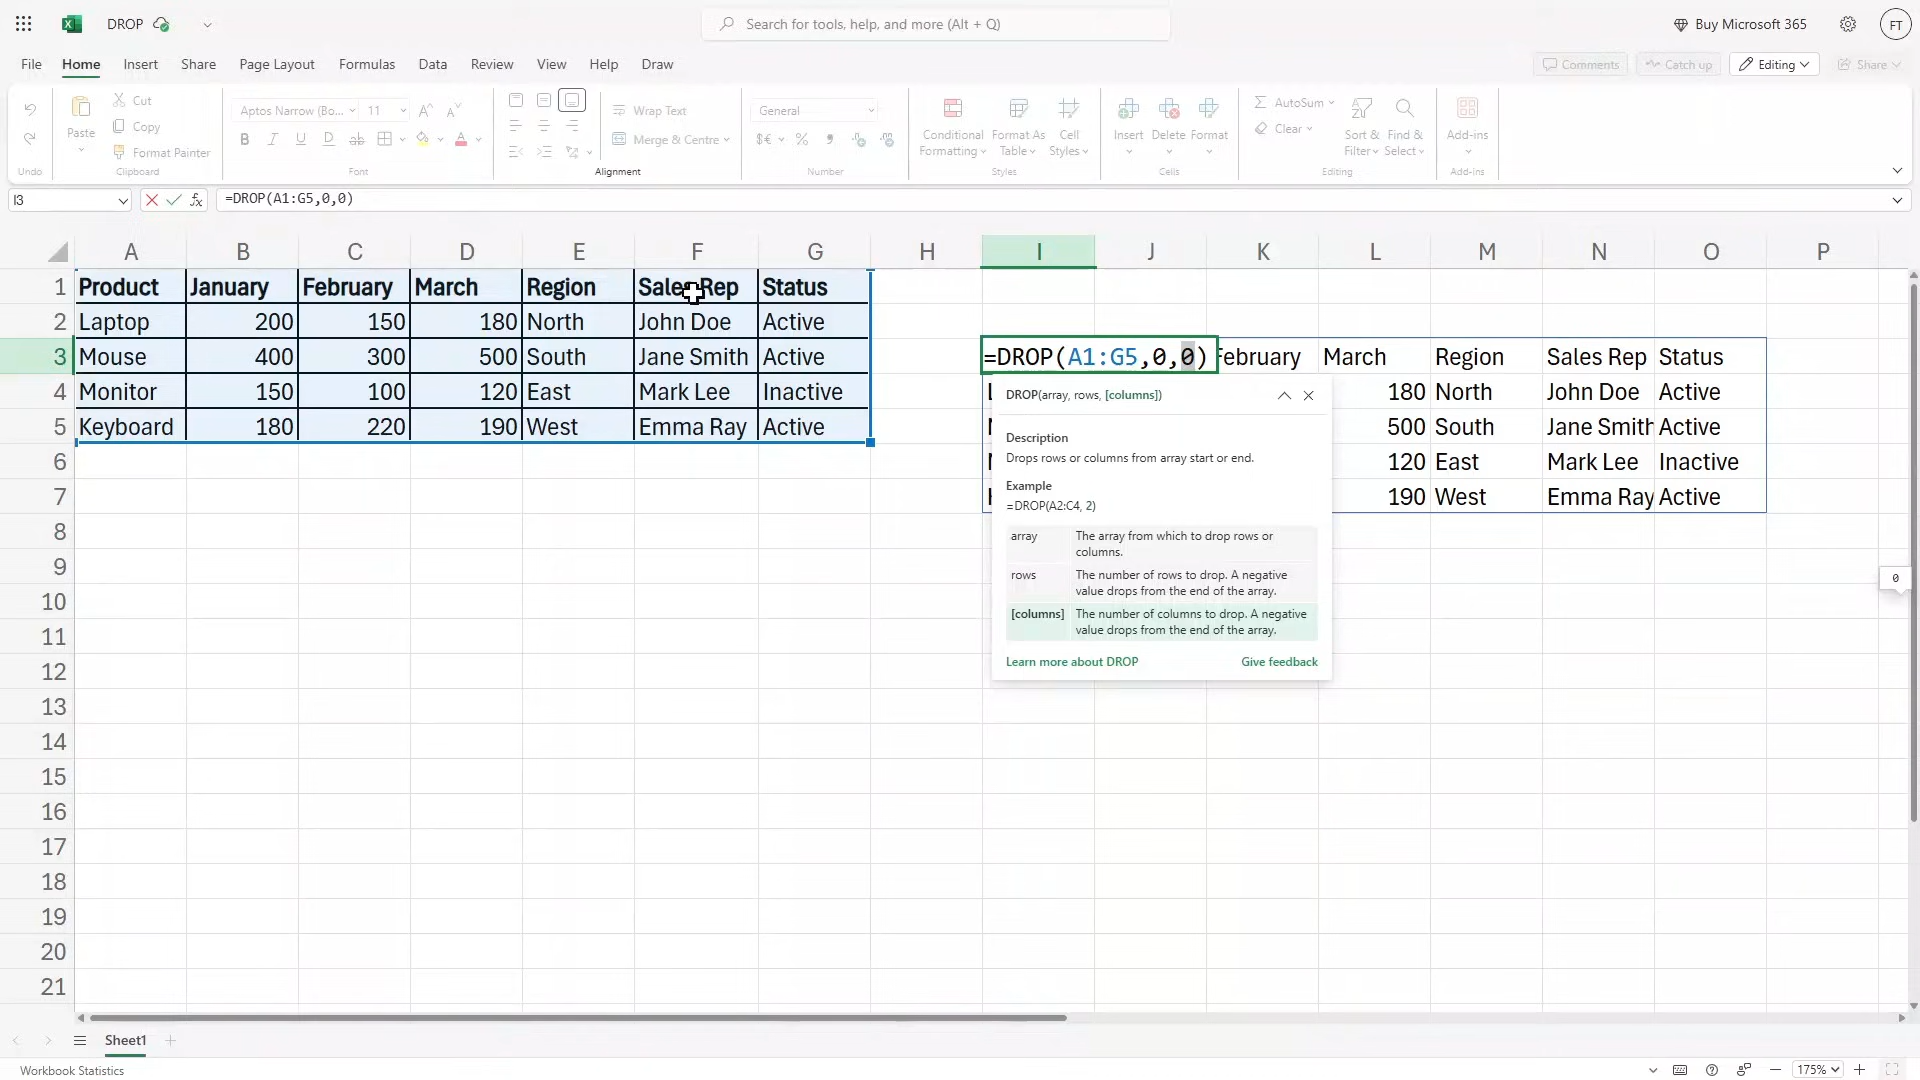 DROP
Search for tools, help, and more (Alt + Q)
Buy Microsoft 365
FT
File Home Insert Share Page Layout Formulas Data Review View Help Draw
Comments Catch up Editing Share
Paste
Cut
Copy
Format Painter
Aptos Narrow (Bo... 11
B I U D ab
Wrap Text
Merge & Centre
General
$€ % 9
Conditional Formatting
Format As Table
Cell Styles
Insert Delete Format
AutoSum
Clear
Sort & Filter
Find & Select
Add-ins
Undo Clipboard Font Alignment Number Styles Cells Editing Add-ins
I3 fx =DROP(A1:G5,0,0)
A B C D E F G H I J K L M N O P
1 Product January February March Region Sales Rep Status
2 Laptop 200 150 180 North John Doe Active
3 Mouse 400 300 500 South Jane Smith Active =DROP(A1:G5,0,0) February March Region Sales Rep Status
4 Monitor 150 100 120 East Mark Lee Inactive 180 North John Doe Active
5 Keyboard 180 220 190 West Emma Ray Active 500 South Jane Smith Active
6 120 East Mark Lee Inactive
7 190 West Emma Ray Active
DROP(array, rows, [columns])
Description
Drops rows or columns from array start or end.
Example
=DROP(A2:C4, 2)
array The array from which to drop rows or
columns.
rows The number of rows to drop. A negative
value drops from the end of the array.
[columns] The number of columns to drop. A negative
value drops from the end of the array.
Learn more about DROP Give feedback
0
8
9
10
11
12
13
14
15
16
17
18
19
20
21
Sheet1
Workbook Statistics
175%